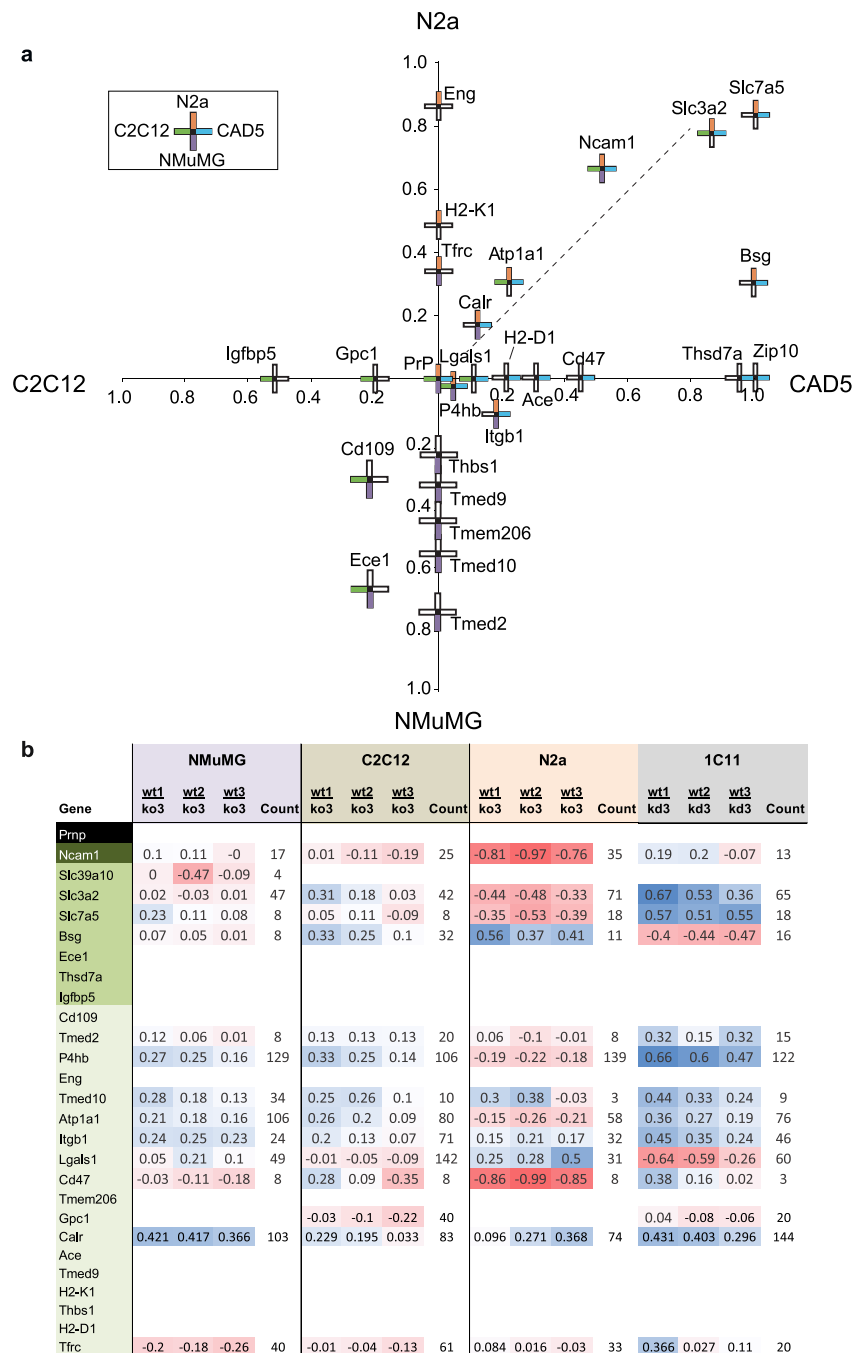 N2a
a
N2a
C2C12 CAD5
NMuMG
1.0
Eng
Slc7a5
Slc3a2
0.8
Ncam1
0.6
H2-K1
Tfrc
Atp1a1
Bsg
0.4
Calr
0.2
H2-D1
Igfbp5 Gpc1 PrP Lgals1 Cd47 Thsd7a Zip10
C2C12 CAD5
1.0 0.8 0.6 0.4 0.2 0.2 0.4 0.6 0.8 1.0
P4hb Ace
Itgb1
0.2
Cd109
Thbs1
Tmed9
0.4
Tmem206
Ece1
0.6 Tmed10
0.8 Tmed2
1.0
NMuMG
b
NMuMG C2C12 N2a 1C11
wt1 wt2 wt3 wt1 wt2 wt3 wt1 wt2 wt3 wt1 wt2 wt3
Gene ko3 ko3 ko3 Count ko3 ko3 ko3 Count ko3 ko3 ko3 Count kd3 kd3 kd3 Count
Prnp
Ncam1 0.1 0.11 -0 17 0.01 -0.11 -0.19 25 -0.81 -0.97 -0.76 35 0.19 0.2 -0.07 13
Slc39a10 0 -0.47 -0.09 4
Slc3a2 0.02 -0.03 0.01 47 0.31 0.18 0.03 42 -0.44 -0.48 -0.33 71 0.67 0.53 0.36 65
Slc7a5 0.23 0.11 0.08 8 0.05 0.11 -0.09 8 -0.35 -0.53 -0.39 18 0.57 0.51 0.55 18
Bsg 0.07 0.05 0.01 8 0.33 0.25 0.1 32 0.56 0.37 0.41 11 -0.4 -0.44 -0.47 16
Ece1
Thsd7a
Igfbp5
Cd109
Tmed2 0.12 0.06 0.01 8 0.13 0.13 0.13 20 0.06 -0.1 -0.01 8 0.32 0.15 0.32 15
P4hb 0.27 0.25 0.16 129 0.33 0.25 0.14 106 -0.19 -0.22 -0.18 139 0.66 0.6 0.47 122
Eng
Tmed10 0.28 0.18 0.13 34 0.25 0.26 0.1 10 0.3 0.38 -0.03 3 0.44 0.33 0.24 9
Atp1a1 0.21 0.18 0.16 106 0.26 0.2 0.09 80 -0.15 -0.26 -0.21 58 0.36 0.27 0.19 76
Itgb1 0.24 0.25 0.23 24 0.2 0.13 0.07 71 0.15 0.21 0.17 32 0.45 0.35 0.24 46
Lgals1 0.05 0.21 0.1 49 -0.01 -0.05 -0.09 142 0.25 0.28 0.5 31 -0.64 -0.59 -0.26 60
Cd47 -0.03 -0.11 -0.18 8 0.28 0.09 -0.35 8 -0.86 -0.99 -0.85 8 0.38 0.16 0.02 3
Tmem206
Gpc1 -0.03 -0.1 -0.22 40 0.04 -0.08 -0.06 20
Calr 0.421 0.417 0.366 103 0.229 0.195 0.033 83 0.096 0.271 0.368 74 0.431 0.403 0.296 144
Ace
Tmed9
H2-K1
Thbs1
H2-D1
Tfrc -0.2 -0.18 -0.26 40 -0.01 -0.04 -0.13 61 0.084 0.016 -0.03 33 0.366 0.027 0.11 20